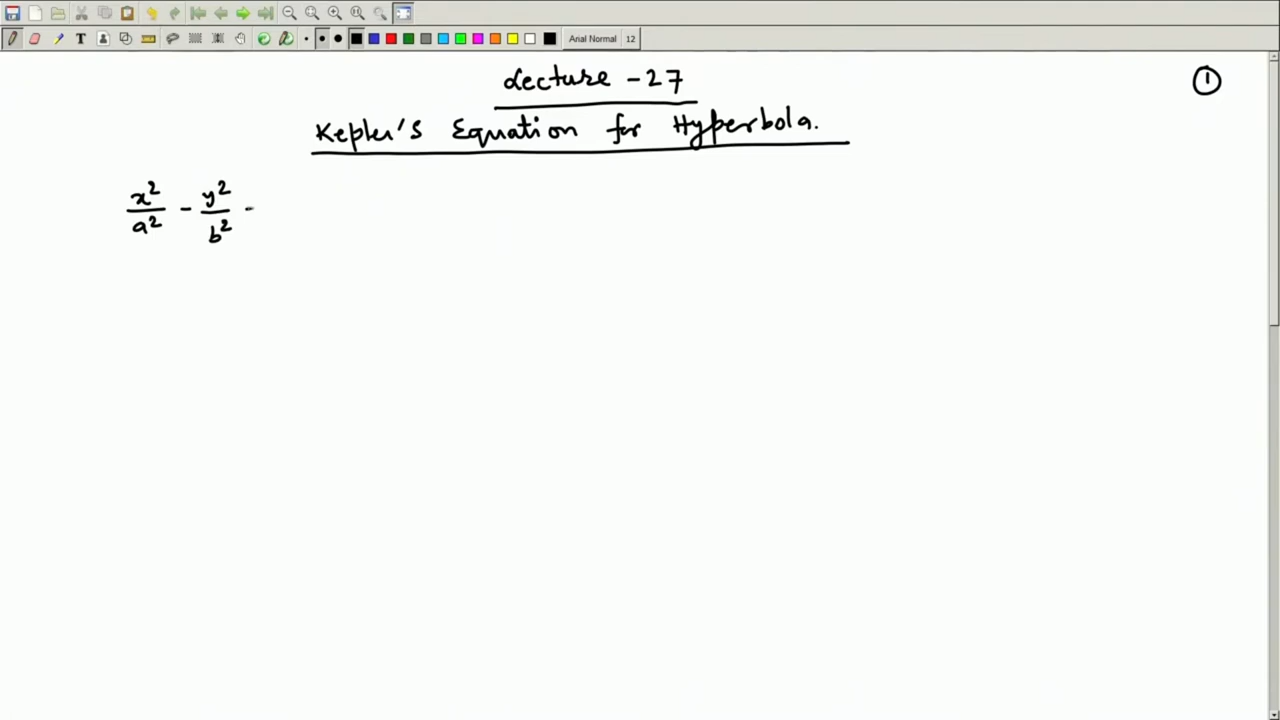 Arial Normal 12
Lecture - 27
①
Kepler's Equation for Hyperbola.
x²/a² - y²/b² -